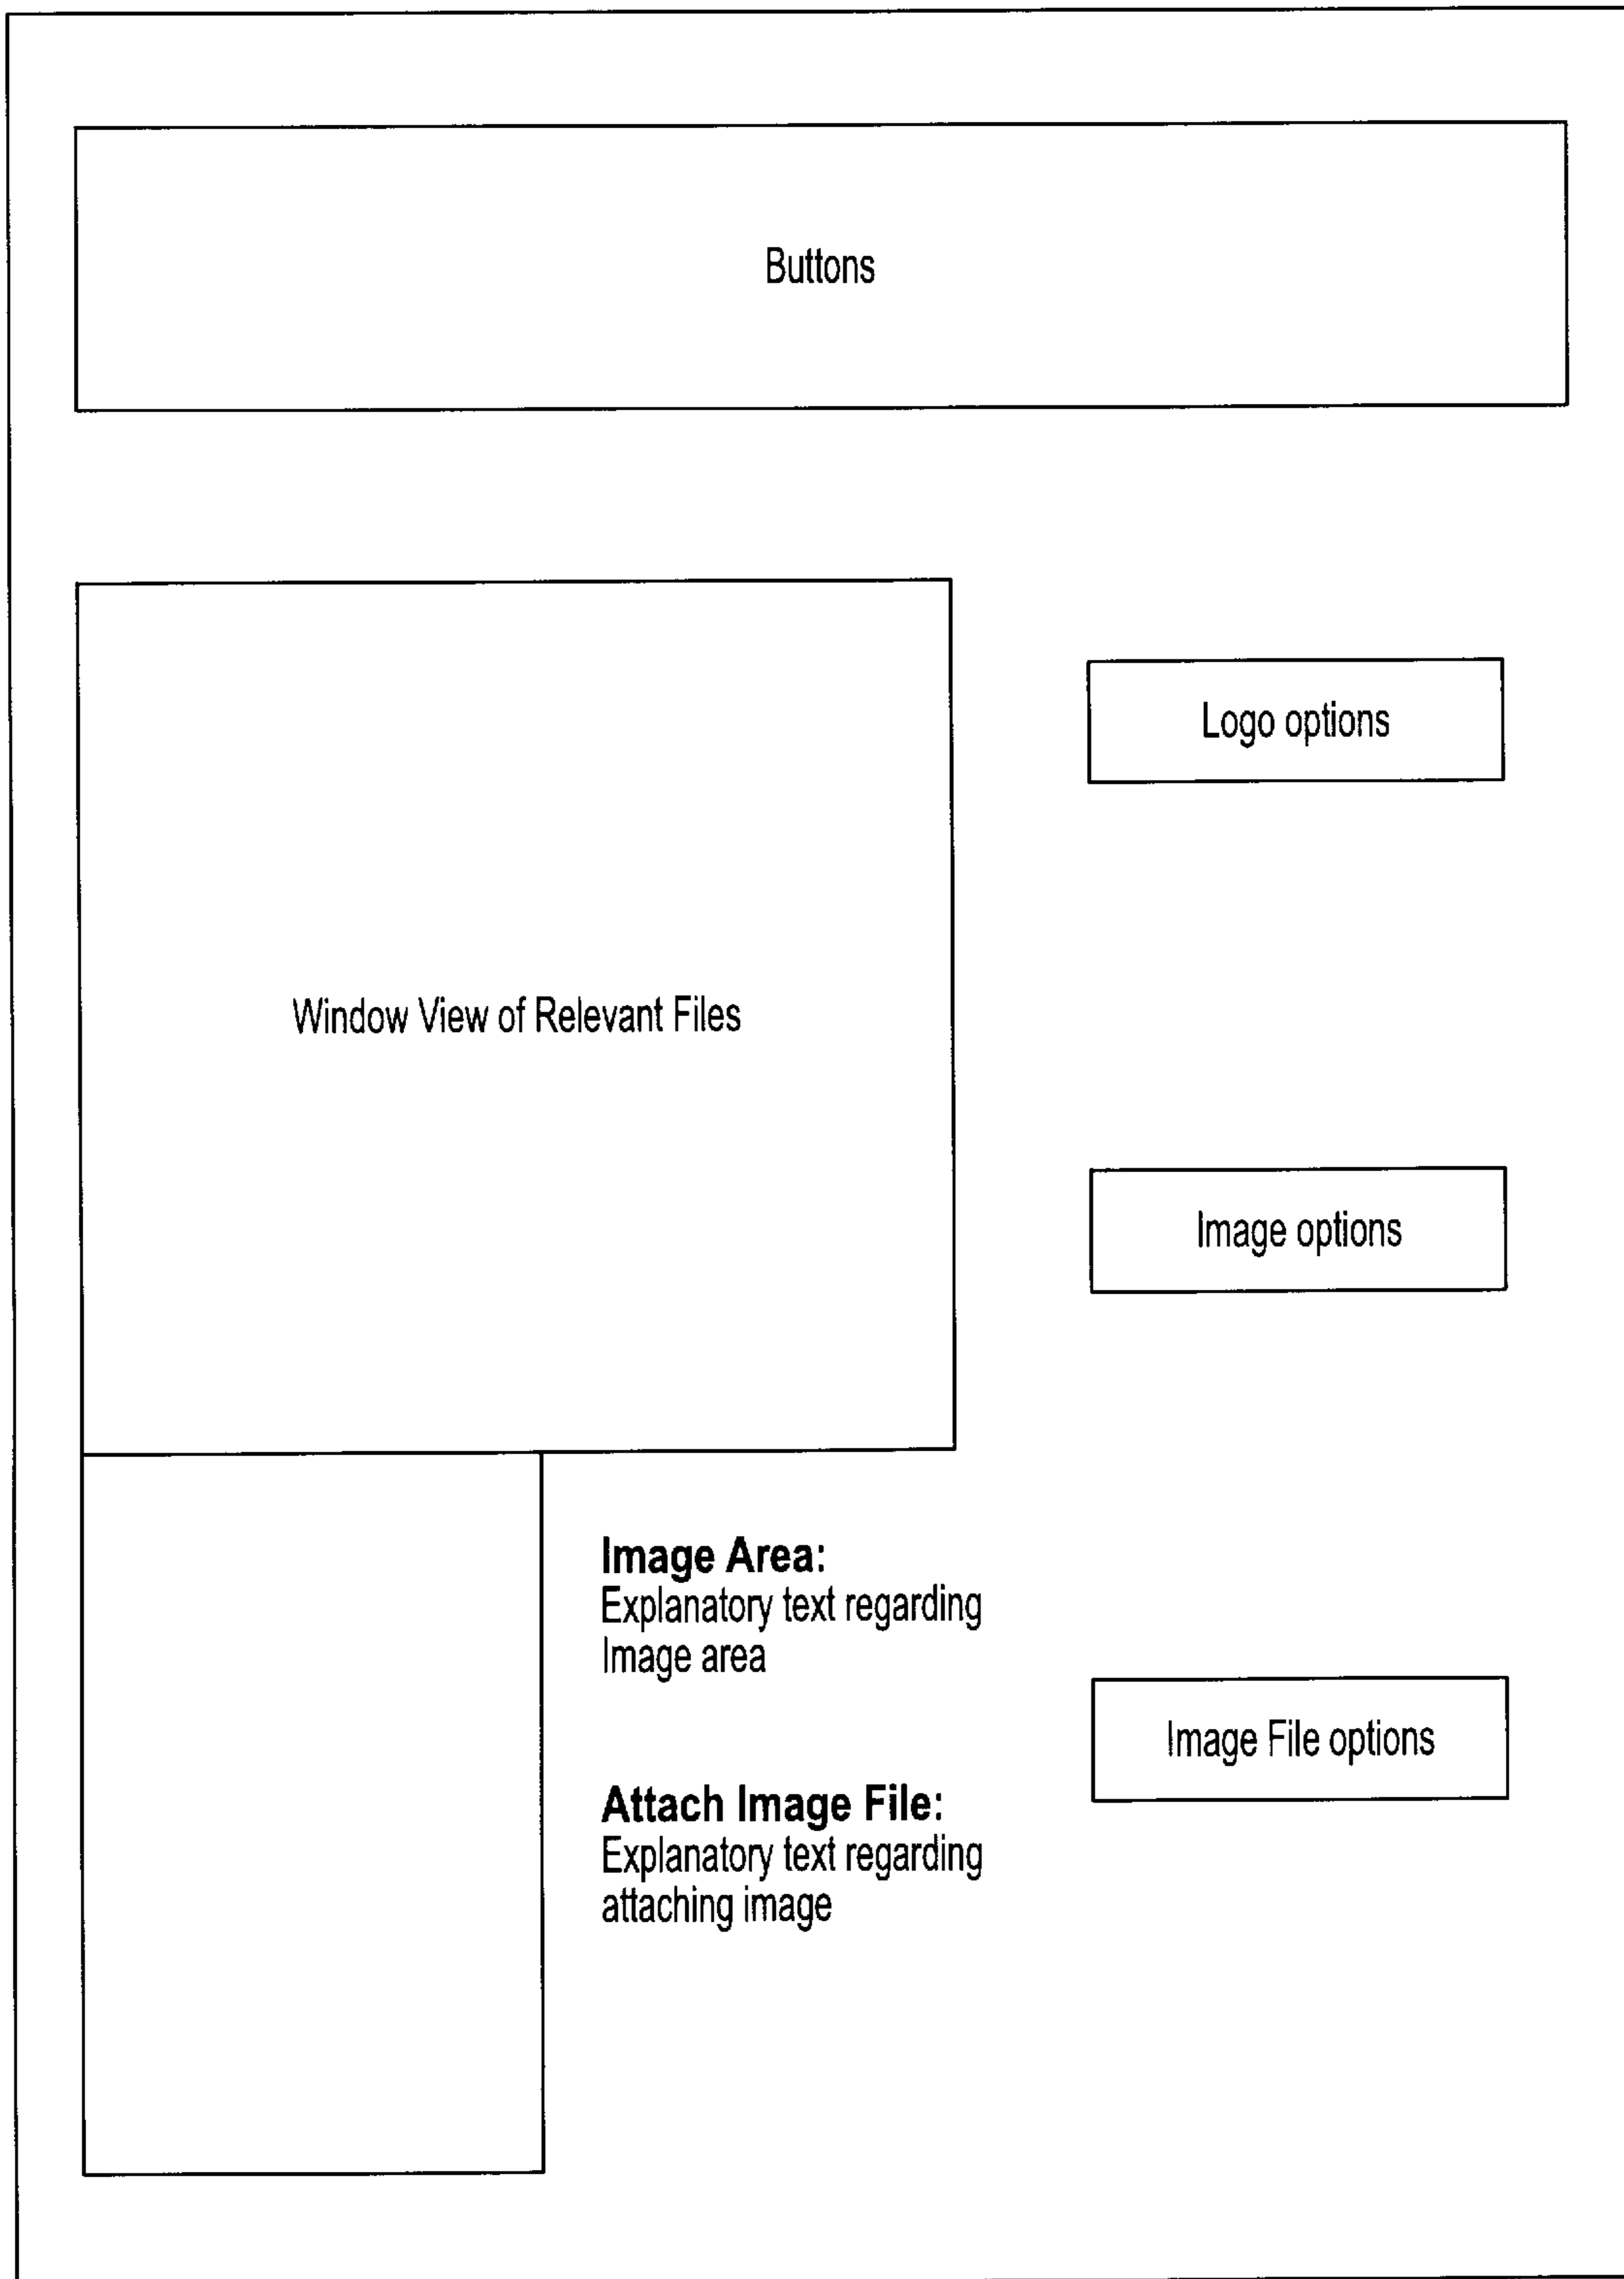 Buttons
Logo options
Window View of Relevant Files
Image options
Image Area:
Explanatory text regarding
Image area
Image File options
Attach Image File:
Explanatory text regarding
attaching image